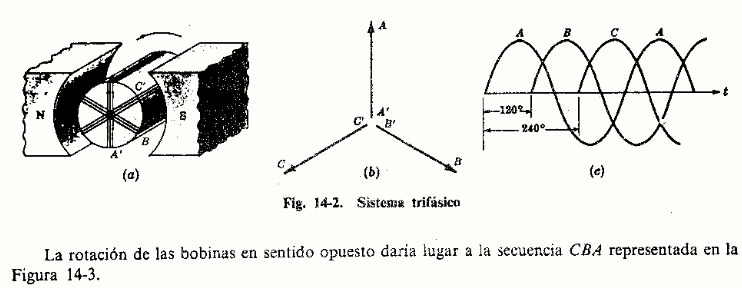 A
A B C A
C'
N S
t
B
A'
A'
C' B'
120°
240°
C B
(a) (b) (c)
Fig. 14-2. Sistema trifásico
La rotación de las bobinas en sentido opuesto daría lugar a la secuencia CBA representada en la
Figura 14-3.